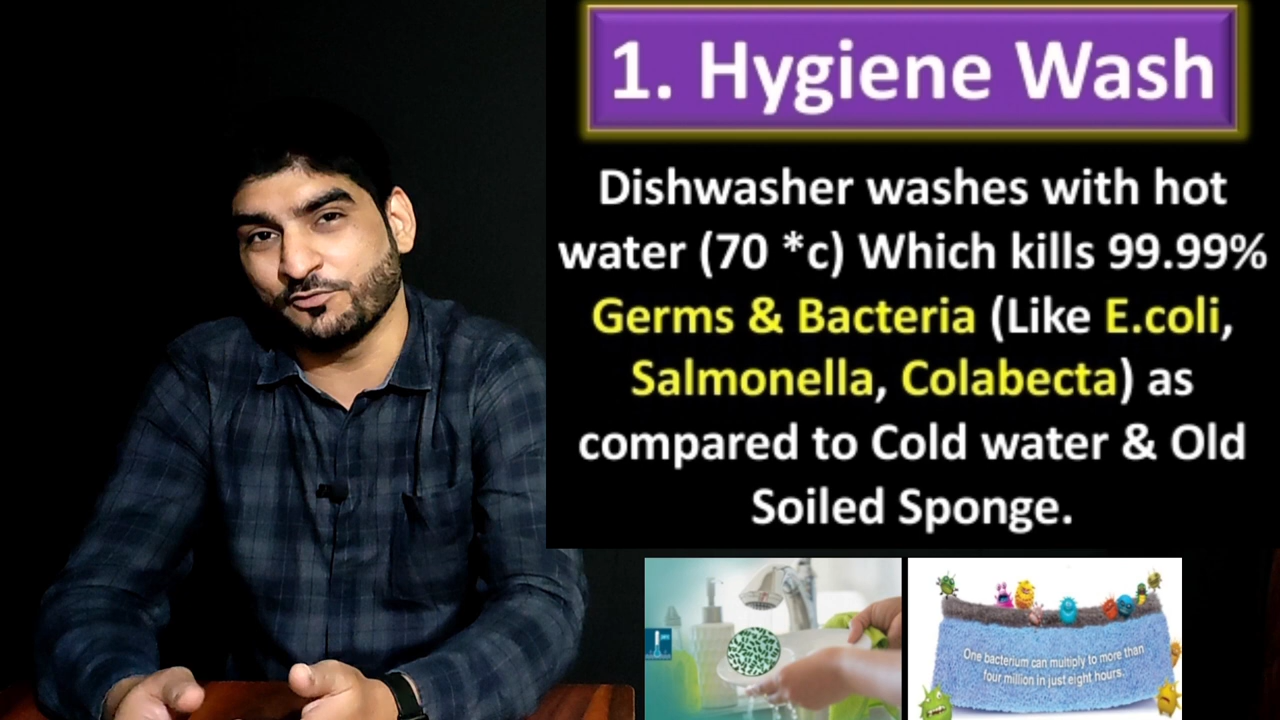 1. Hygiene Wash
Dishwasher washes with hot
water (70 *c) Which kills 99.99%
Germs & Bacteria (Like E.coli,
Salmonella, Colabecta) as
compared to Cold water & Old
Soiled Sponge.
One bacterium can multiply to more than
four million in just eight hours.